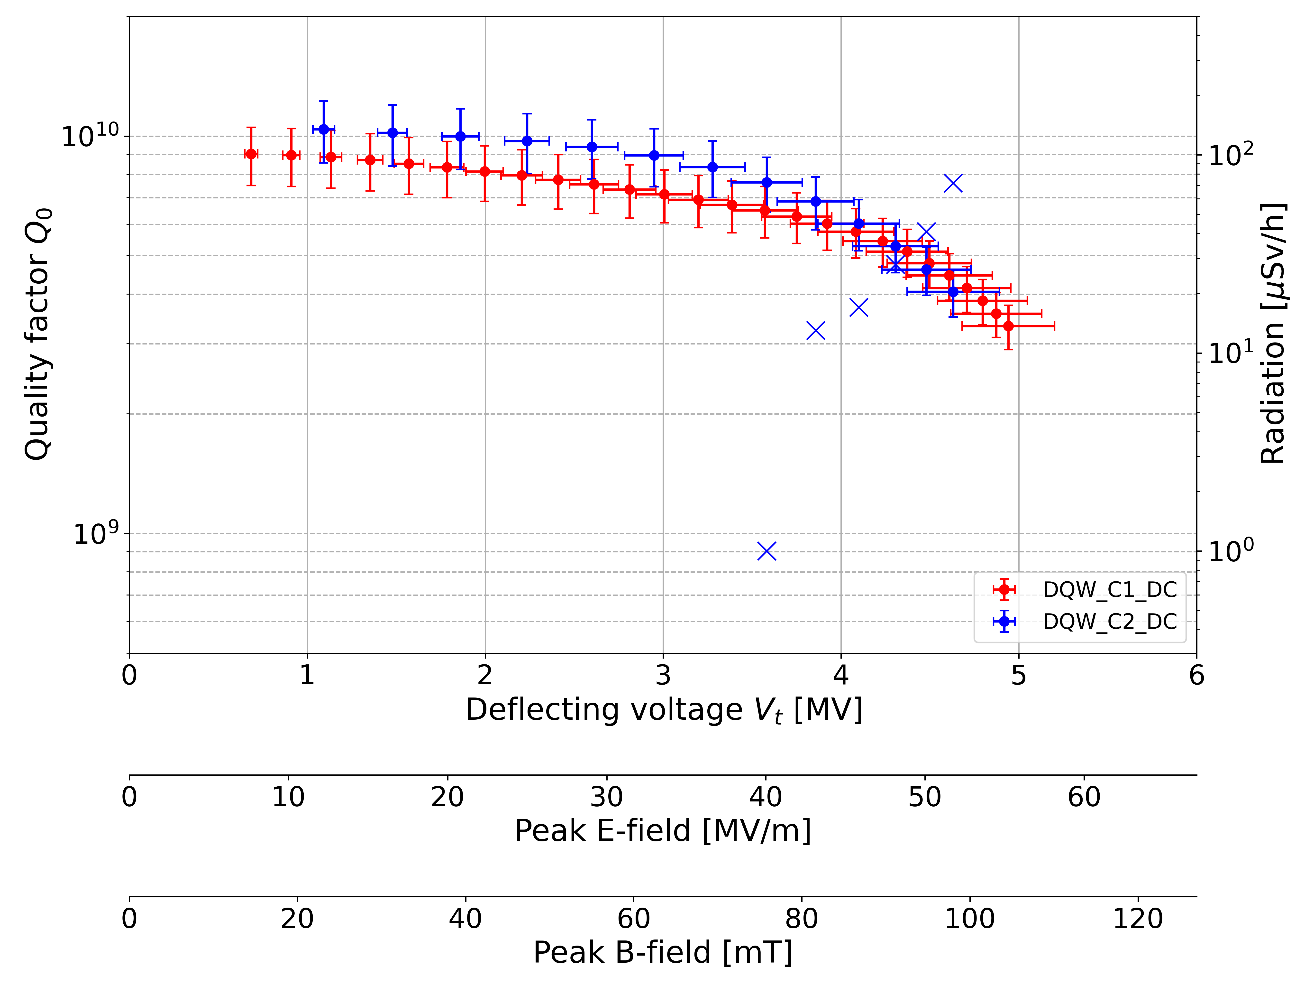 Quality factor Q₀
10¹⁰
10⁹
Radiation [µSv/h]
10²
10¹
10⁰
DQW_C1_DC
DQW_C2_DC
0 1 2 3 4 5 6
Deflecting voltage Vₜ [MV]
0 10 20 30 40 50 60
Peak E-field [MV/m]
0 20 40 60 80 100 120
Peak B-field [mT]